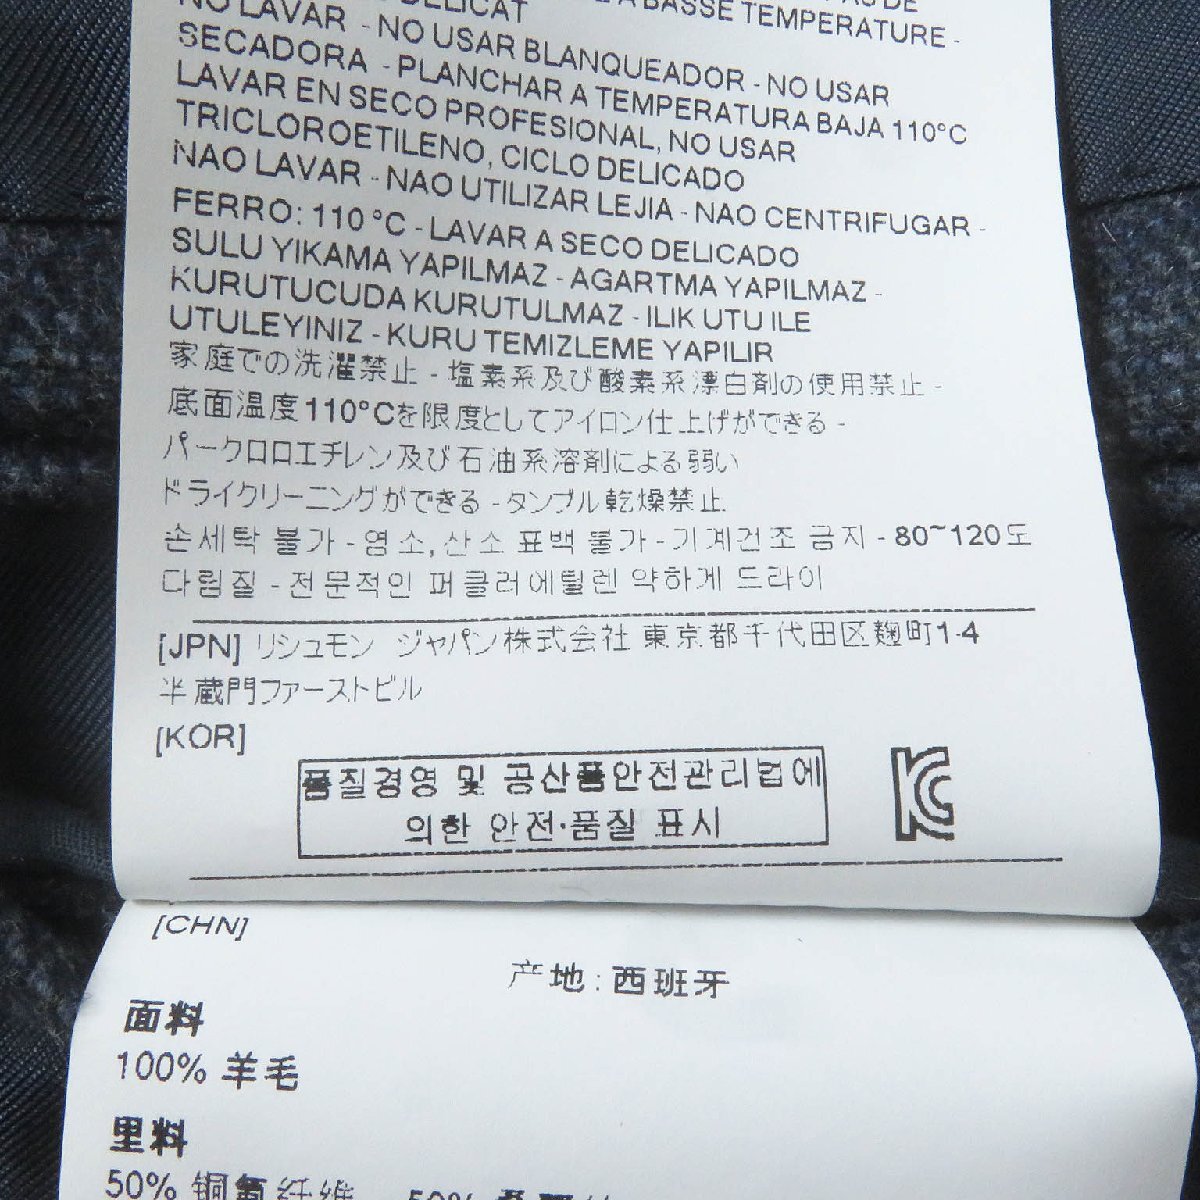 DELICAT A BASSE TEMPERATURE -
NO LAVAR - NO USAR BLANQUEADOR - NO USAR
SECADORA - PLANCHAR A TEMPERATURA BAJA 110°C
LAVAR EN SECO PROFESIONAL, NO USAR
TRICLOROETILENO, CICLO DELICADO
NAO LAVAR - NAO UTILIZAR LEJIA - NAO CENTRIFUGAR -
FERRO: 110 °C - LAVAR A SECO DELICADO
SULU YIKAMA YAPILMAZ - AGARTMA YAPILMAZ -
KURUTUCUDA KURUTULMAZ - ILIK UTU ILE
UTULEYINIZ - KURU TEMIZLEME YAPILIR
家庭での洗濯禁止 - 塩素系及び酸素系漂白剤の使用禁止 -
底面温度110°Cを限度としてアイロン仕上げができる -
パークロロエチレン及び石油系溶剤による弱い
ドライクリーニングができる - タンブル乾燥禁止
손세탁 불가 - 염소, 산소 표백 불가 - 기계건조 금지 - 80~120도
다림질 - 전문적인 퍼클러에틸렌 약하게 드라이
[JPN] リシュモン ジャパン株式会社 東京都千代田区麹町1-4
半蔵門ファーストビル
[KOR]
품질경영 및 공산품안전관리법에
의한 안전·품질 표시
[CHN]
产地 : 西班牙
面料
100% 羊毛
里料
50% 铜氨纤维 50%